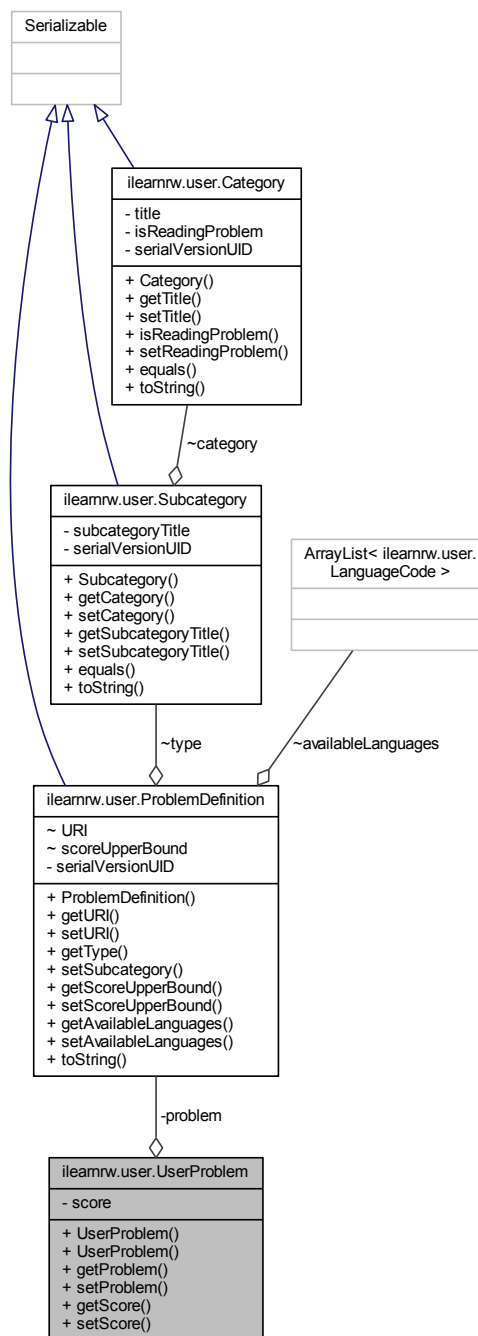 Serializable
ilearnrw.user.Category
- title
- isReadingProblem
- serialVersionUID
+ Category()
+ getTitle()
+ setTitle()
+ isReadingProblem()
+ setReadingProblem()
+ equals()
+ toString()
~category
ilearnrw.user.Subcategory
- subcategoryTitle
- serialVersionUID
+ Subcategory()
+ getCategory()
+ setCategory()
+ getSubcategoryTitle()
+ setSubcategoryTitle()
+ equals()
+ toString()
ArrayList< ilearnrw.user.
LanguageCode >
~type
~availableLanguages
ilearnrw.user.ProblemDefinition
~ URI
~ scoreUpperBound
- serialVersionUID
+ ProblemDefinition()
+ getURI()
+ setURI()
+ getType()
+ setSubcategory()
+ getScoreUpperBound()
+ setScoreUpperBound()
+ getAvailableLanguages()
+ setAvailableLanguages()
+ toString()
-problem
ilearnrw.user.UserProblem
- score
+ UserProblem()
+ UserProblem()
+ getProblem()
+ setProblem()
+ getScore()
+ setScore()